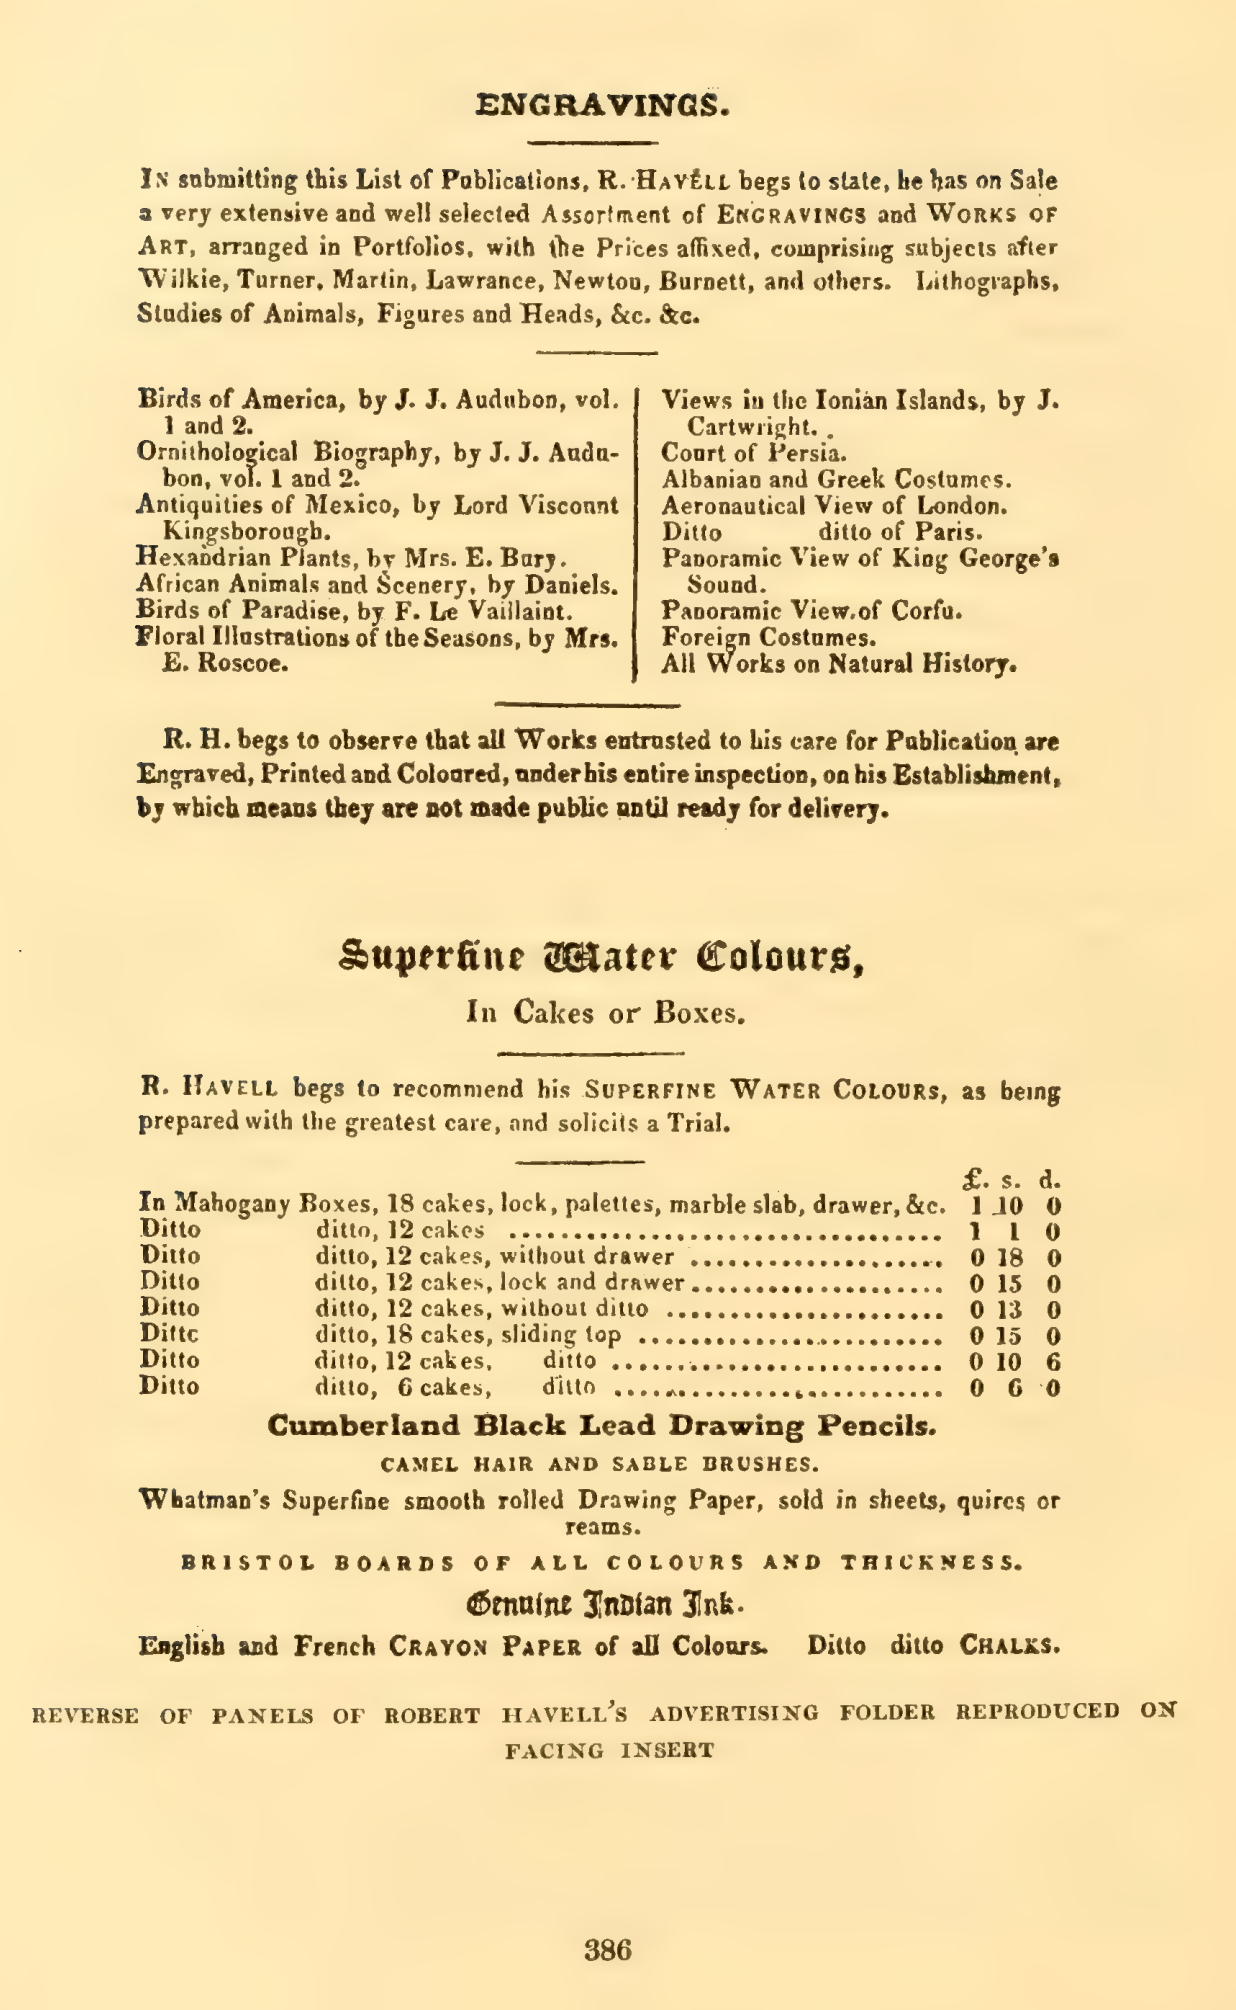 ENGRAVINGS.
In submitting this List of Publications, R. Havell begs to state, he has on Sale
a very extensive and well selected Assortment of Engravings and Works of
Art, arranged in Portfolios, with the Prices affixed, comprising subjects after
Wilkie, Turner, Martin, Lawrance, Newton, Burnett, and others. Lithographs,
Studies of Animals, Figures and Heads, &c. &c.
Birds of America, by J. J. Audubon, vol.
1 and 2.
Ornithological Biography, by J. J. Audu-
bon, vol. 1 and 2.
Antiquities of Mexico, by Lord Viscount
Kingsborough.
Hexandrian Plants, by Mrs. E. Bury.
African Animals and Scenery, by Daniels.
Birds of Paradise, by F. Le Vaillaint.
Floral Illustrations of the Seasons, by Mrs.
E. Roscoe.
Views in the Ionian Islands, by J.
Cartwright.
Court of Persia.
Albanian and Greek Costumes.
Aeronautical View of London.
Ditto ditto of Paris.
Panoramic View of King George's
Sound.
Panoramic View of Corfu.
Foreign Costumes.
All Works on Natural History.
R. H. begs to observe that all Works entrusted to his care for Publication are
Engraved, Printed and Coloured, under his entire inspection, on his Establishment,
by which means they are not made public until ready for delivery.
Superfine Water Colours,
In Cakes or Boxes.
R. Havell begs to recommend his Superfine Water Colours, as being
prepared with the greatest care, and solicits a Trial.
£. s. d.
In Mahogany Boxes, 18 cakes, lock, palettes, marble slab, drawer, &c. 1 10 0
Ditto ditto, 12 cakes ................................. 1 1 0
Ditto ditto, 12 cakes, without drawer .................... 0 18 0
Ditto ditto, 12 cakes, lock and drawer .................... 0 15 0
Ditto ditto, 12 cakes, without ditto ...................... 0 13 0
Ditto ditto, 18 cakes, sliding top ........................ 0 15 0
Ditto ditto, 12 cakes, ditto .......................... 0 10 6
Ditto ditto, 6 cakes, ditto .......................... 0 6 0
Cumberland Black Lead Drawing Pencils.
CAMEL HAIR AND SABLE BRUSHES.
Whatman's Superfine smooth rolled Drawing Paper, sold in sheets, quires or
reams.
BRISTOL BOARDS OF ALL COLOURS AND THICKNESS.
Genuine Indian Ink.
English and French Crayon Paper of all Colours. Ditto ditto Chalks.
REVERSE OF PANELS OF ROBERT HAVELL'S ADVERTISING FOLDER REPRODUCED ON
FACING INSERT
386